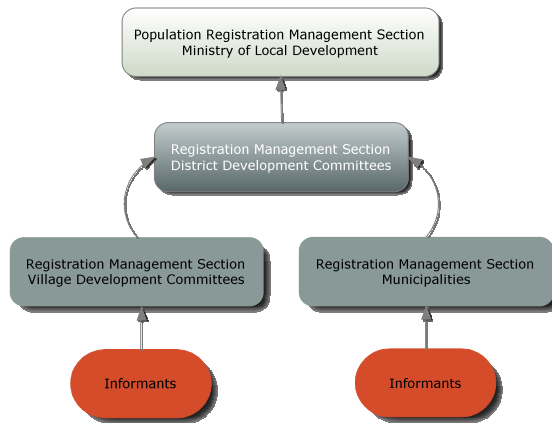 Population Registration Management Section
Ministry of Local Development
Registration Management Section
District Development Committees
Registration Management Section
Village Development Committees
Registration Management Section
Municipalities
Informants
Informants